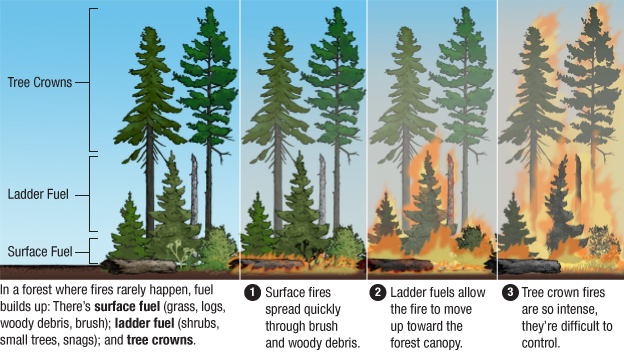 Tree Crowns
Ladder Fuel
Surface Fuel
In a forest where fires rarely happen, fuel
builds up: There's surface fuel (grass, logs,
woody debris, brush); ladder fuel (shrubs,
small trees, snags); and tree crowns.
1 Surface fires
spread quickly
through brush
and woody debris.
2 Ladder fuels allow
the fire to move
up toward the
forest canopy.
3 Tree crown fires
are so intense,
they're difficult to
control.